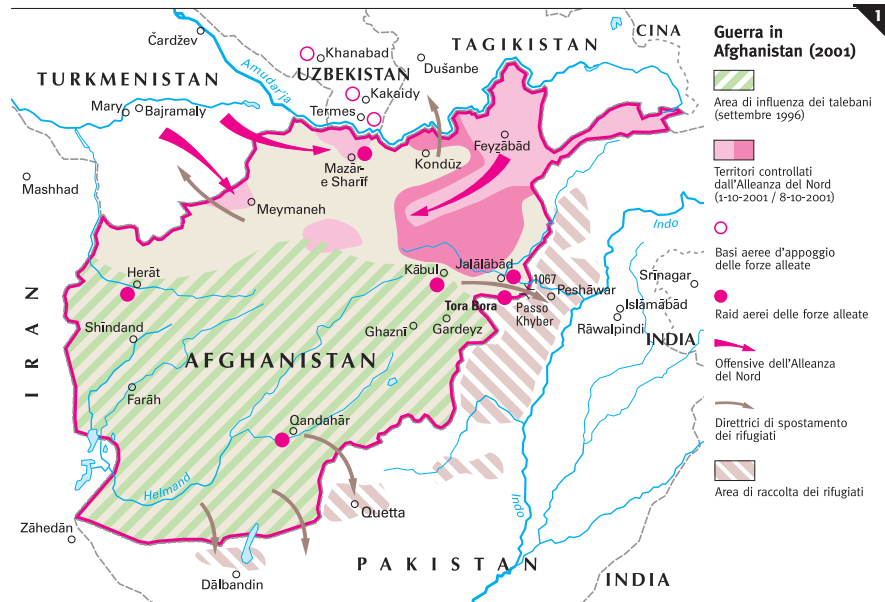 1
Guerra in
Afghanistan (2001)
Area di influenza dei talebani
(settembre 1996)
Territori controllati
dall'Alleanza del Nord
(1-10-2001 / 8-10-2001)
Basi aeree d'appoggio
delle forze alleate
Raid aerei delle forze alleate
Offensive dell'Alleanza
del Nord
Direttrici di spostamento
dei rifugiati
Area di raccolta dei rifugiati
Čardžev
Khanabad
TAGIKISTAN
CINA
TURKMENISTAN
Amudarja
UZBEKISTAN
Dušanbe
Kakaidy
Mary
Bajramaly
Termes
Feyẓābād
Kondūz
Mazār-
e Sharīf
Mashhad
Meymaneh
Indo
Herāt
Kābul
Jalālābād
1067
Srīnagar
Peshāwar
Tora Bora
Passo
Khyber
Islāmābād
Rāwalpindi
Shīndand
Ghaznī
Gardeyz
INDIA
IRAN
AFGHANISTAN
Farāh
Qandahār
Helmand
Indo
Quetta
Zāhedān
PAKISTAN
Dālbandin
INDIA